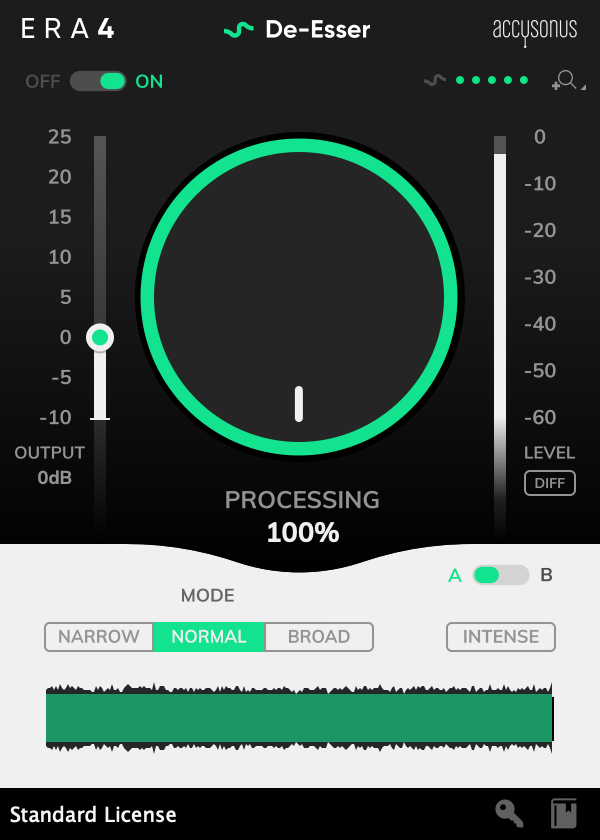 ERA 4
De-Esser
accusonus
OFF ON
25
20
15
10
5
0
-5
-10
OUTPUT
0dB
0
-10
-20
-30
-40
-50
-60
LEVEL
DIFF
PROCESSING
100%
A B
MODE
NARROW NORMAL BROAD
INTENSE
Standard License